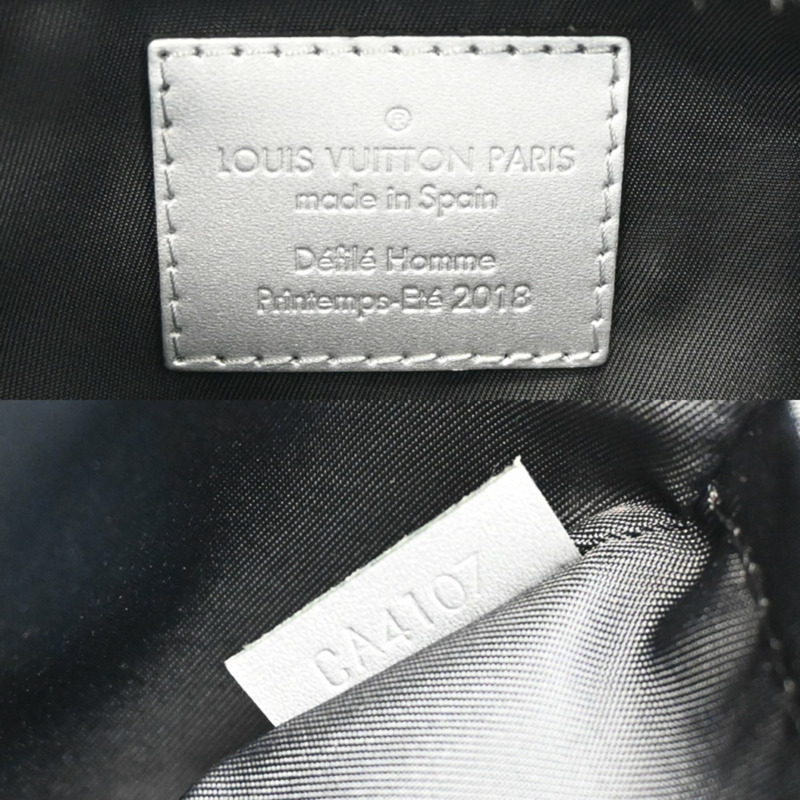 ®
LOUIS VUITTON PARIS
made in Spain
Défilé Homme
Printemps-Eté 2018
CA4107